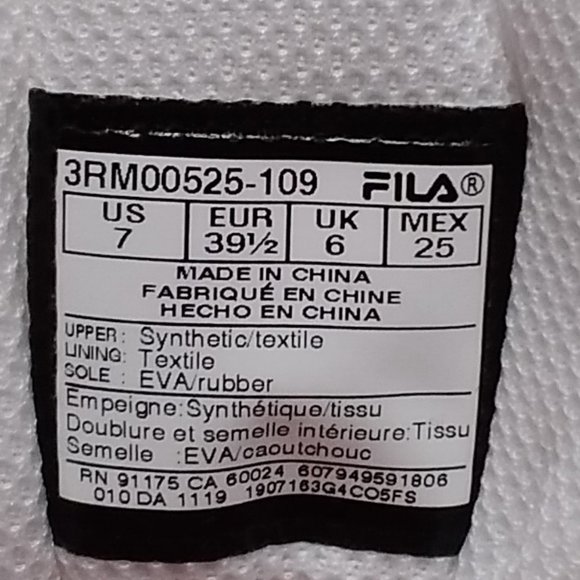 3RM00525-109 FILA®
US EUR UK MEX
7 39½ 6 25
MADE IN CHINA
FABRIQUÉ EN CHINE
HECHO EN CHINA
UPPER: Synthetic/textile
LINING: Textile
SOLE : EVA/rubber
Empeigne:Synthétique/tissu
Doublure et semelle intérieure:Tissu
Semelle :EVA/caoutchouc
RN 91175 CA 60024 607949591806
010 DA 1119 1907163G4CO5FS